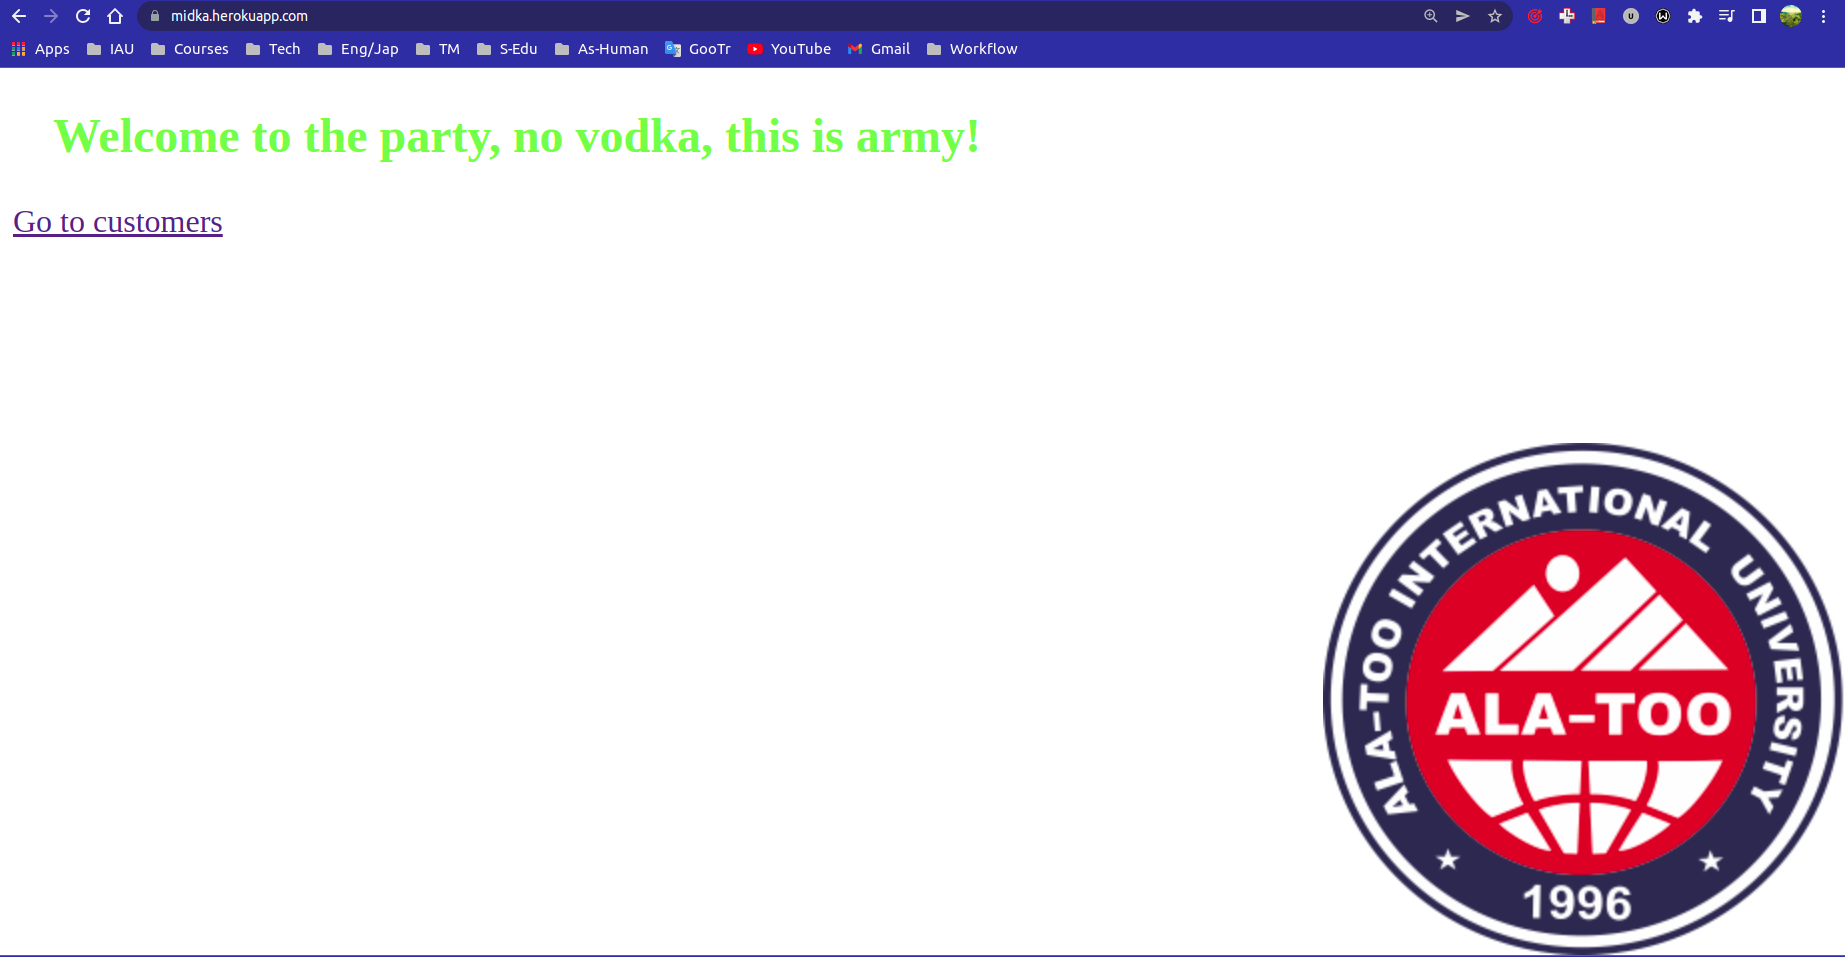 midka.herokuapp.com
Apps IAU Courses Tech Eng/Jap TM S-Edu As-Human GooTr YouTube Gmail Workflow
Welcome to the party, no vodka, this is army!
Go to customers
ALA-TOO INTERNATIONAL UNIVERSITY
ALA-TOO
1996